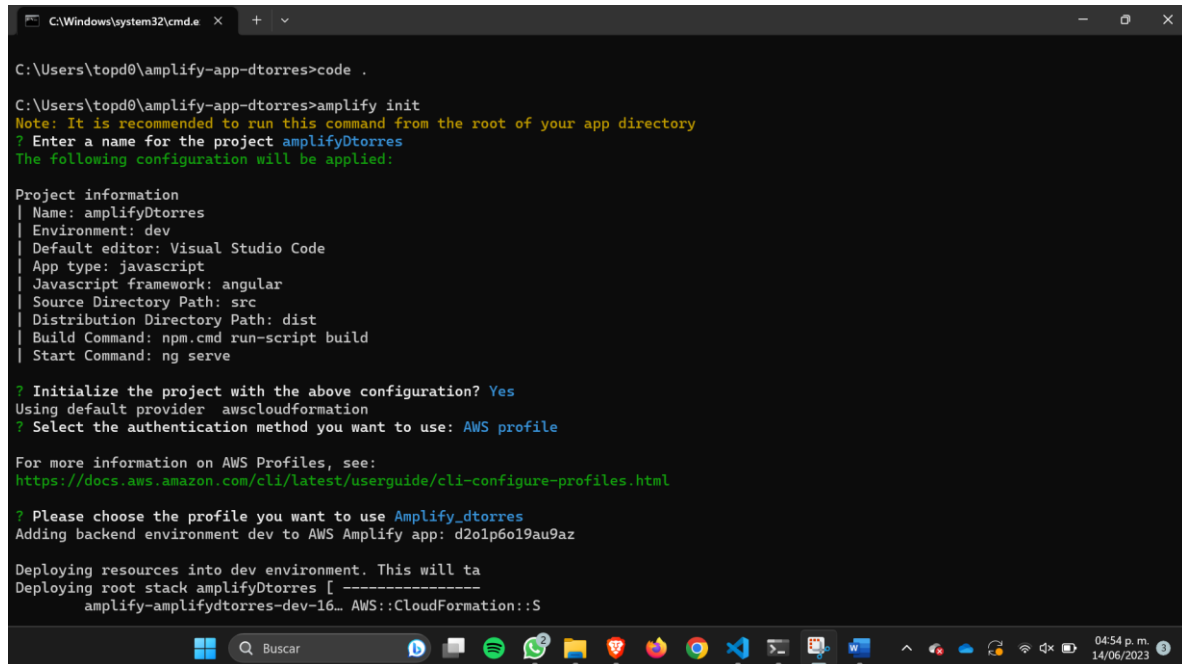 C:\Windows\system32\cmd.e
C:\Users\topd0\amplify-app-dtorres>code .
C:\Users\topd0\amplify-app-dtorres>amplify init
Note: It is recommended to run this command from the root of your app directory
? Enter a name for the project amplifyDtorres
The following configuration will be applied:
Project information
| Name: amplifyDtorres
| Environment: dev
| Default editor: Visual Studio Code
| App type: javascript
| Javascript framework: angular
| Source Directory Path: src
| Distribution Directory Path: dist
| Build Command: npm.cmd run-script build
| Start Command: ng serve
? Initialize the project with the above configuration? Yes
Using default provider  awscloudformation
? Select the authentication method you want to use: AWS profile
For more information on AWS Profiles, see:
https://docs.aws.amazon.com/cli/latest/userguide/cli-configure-profiles.html
? Please choose the profile you want to use Amplify_dtorres
Adding backend environment dev to AWS Amplify app: d2o1p6o19au9az
Deploying resources into dev environment. This will ta
Deploying root stack amplifyDtorres [ ----------------
amplify-amplifydtorres-dev-16… AWS::CloudFormation::S
Buscar
2
04:54 p. m.
14/06/2023
3